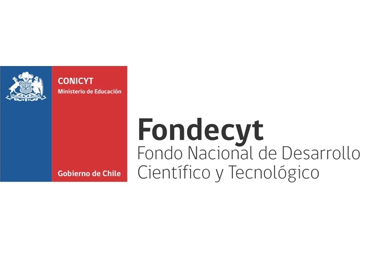 CONICYT
Ministerio de Educación
Gobierno de Chile
Fondecyt
Fondo Nacional de Desarrollo
Científico y Tecnológico